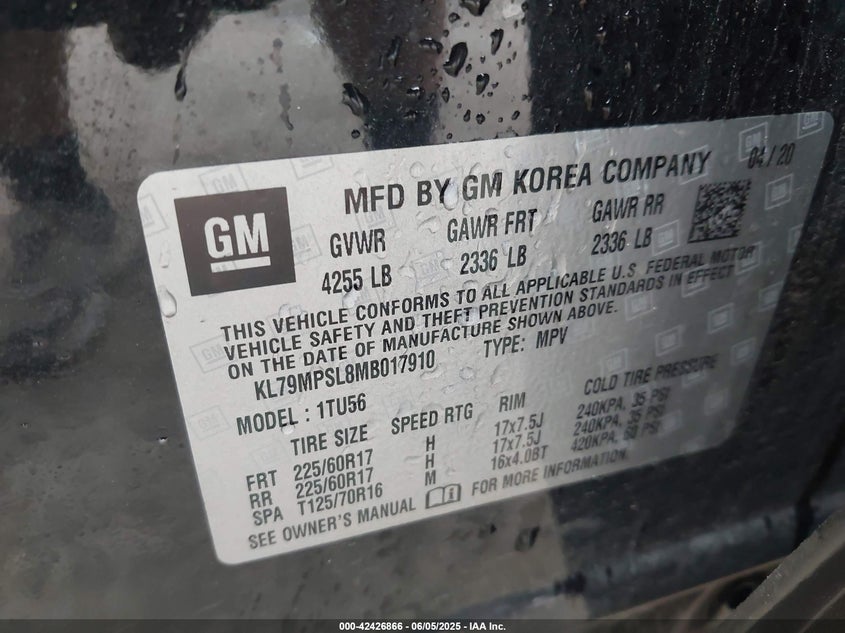 GM
MFD BY GM KOREA COMPANY 04/20
GVWR GAWR FRT GAWR RR
4255 LB 2336 LB 2336 LB
THIS VEHICLE CONFORMS TO ALL APPLICABLE U.S. FEDERAL MOTOR
VEHICLE SAFETY AND THEFT PREVENTION STANDARDS IN EFFECT
ON THE DATE OF MANUFACTURE SHOWN ABOVE.
KL79MPSL8MB017910 TYPE: MPV
MODEL : 1TU56
TIRE SIZE SPEED RTG RIM COLD TIRE PRESSURE
FRT 225/60R17 H 17x7.5J 240KPA, 35 PSI
RR 225/60R17 H 17x7.5J 240KPA, 35 PSI
SPA T125/70R16 M 16x4.0BT 420KPA, 60 PSI
SEE OWNER'S MANUAL FOR MORE INFORMATION.
000-42426866 - 06/05/2025 - IAA Inc.